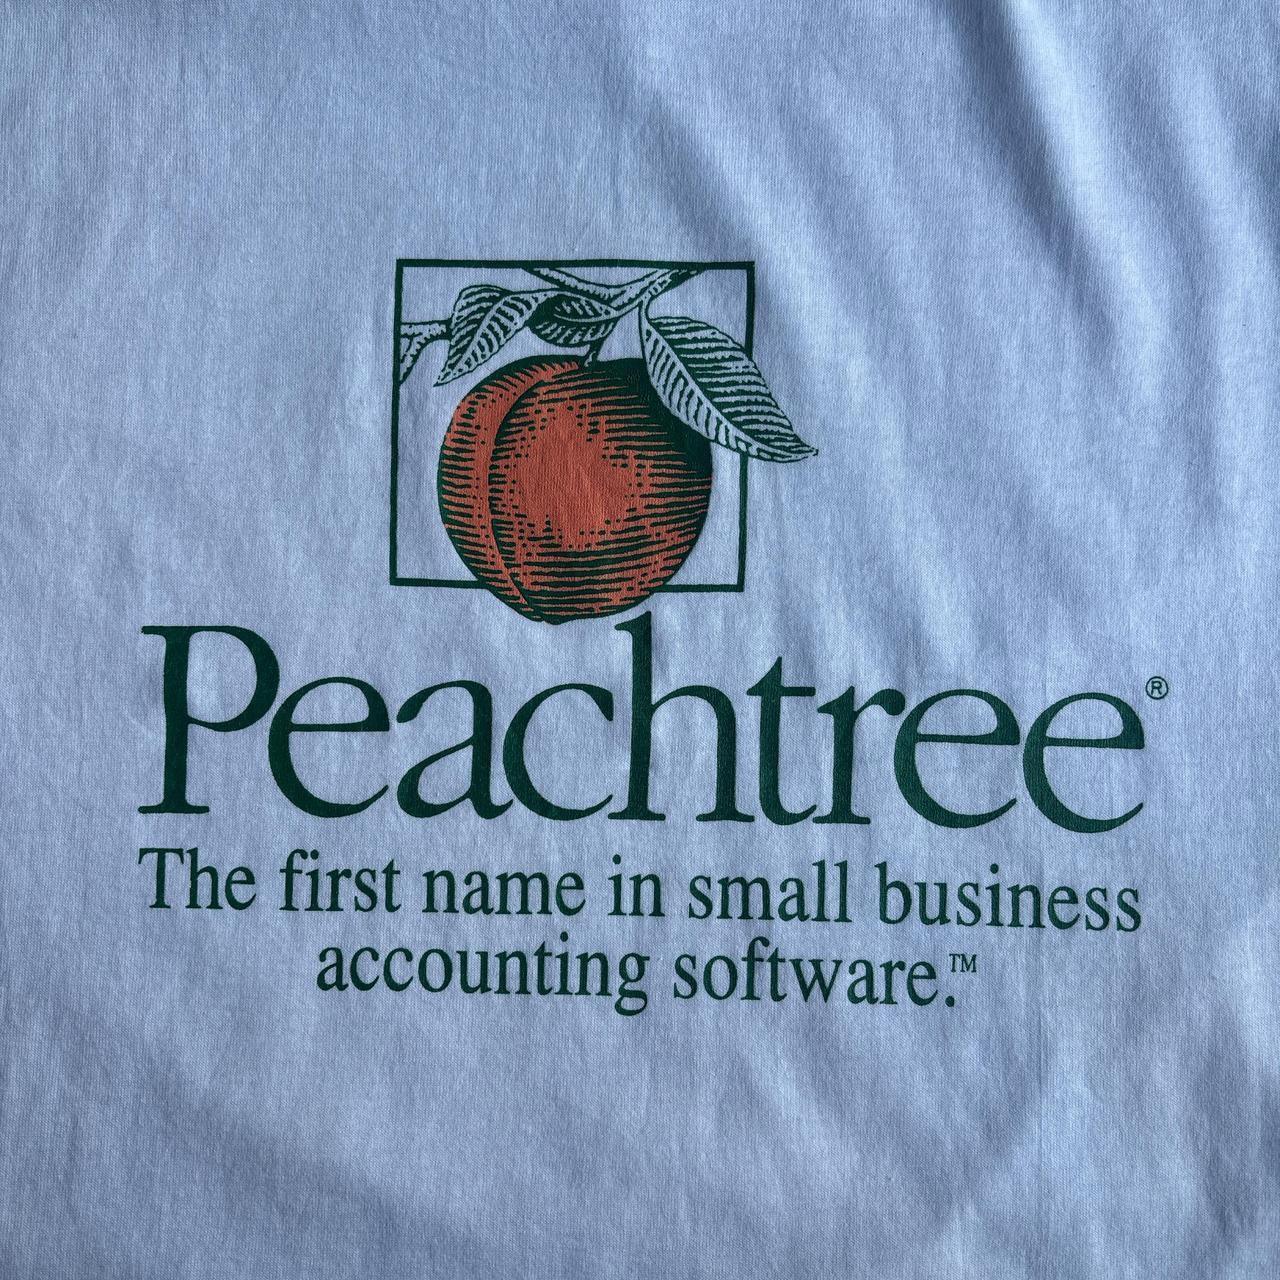 Peachtree®
The first name in small business
accounting software.™